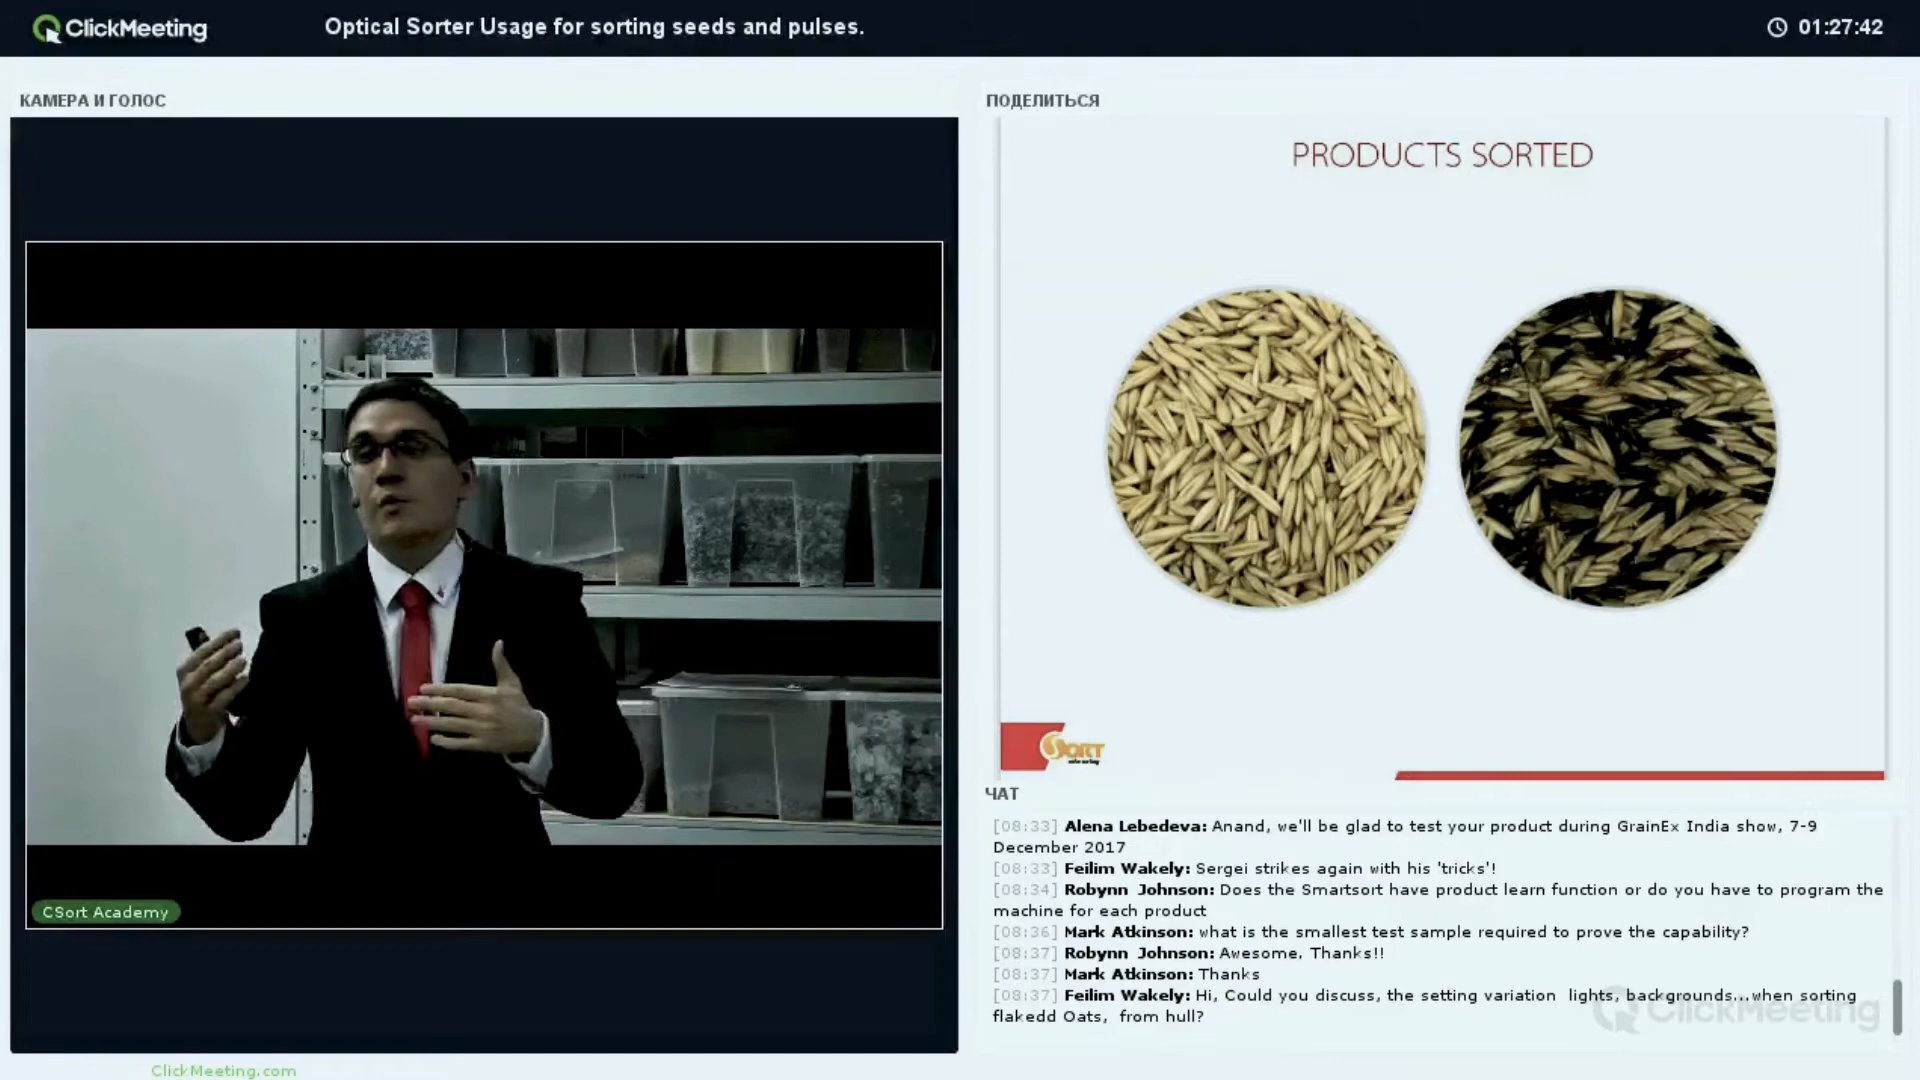 ClickMeeting
Optical Sorter Usage for sorting seeds and pulses.
01:27:42
КАМЕРА И ГОЛОС
CSort Academy
ClickMeeting.com
ПОДЕЛИТЬСЯ
PRODUCTS SORTED
SORT
ЧАТ
[08:33] Alena Lebedeva: Anand, we'll be glad to test your product during GrainEx India show, 7-9
December 2017
[08:33] Feilim Wakely: Sergei strikes again with his 'tricks'!
[08:34] Robynn Johnson: Does the Smartsort have product learn function or do you have to program the
machine for each product
[08:36] Mark Atkinson: what is the smallest test sample required to prove the capability?
[08:37] Robynn Johnson: Awesome. Thanks!!
[08:37] Mark Atkinson: Thanks
[08:37] Feilim Wakely: Hi, Could you discuss, the setting variation lights, backgrounds...when sorting
flakedd Oats, from hull?
ClickMeeting